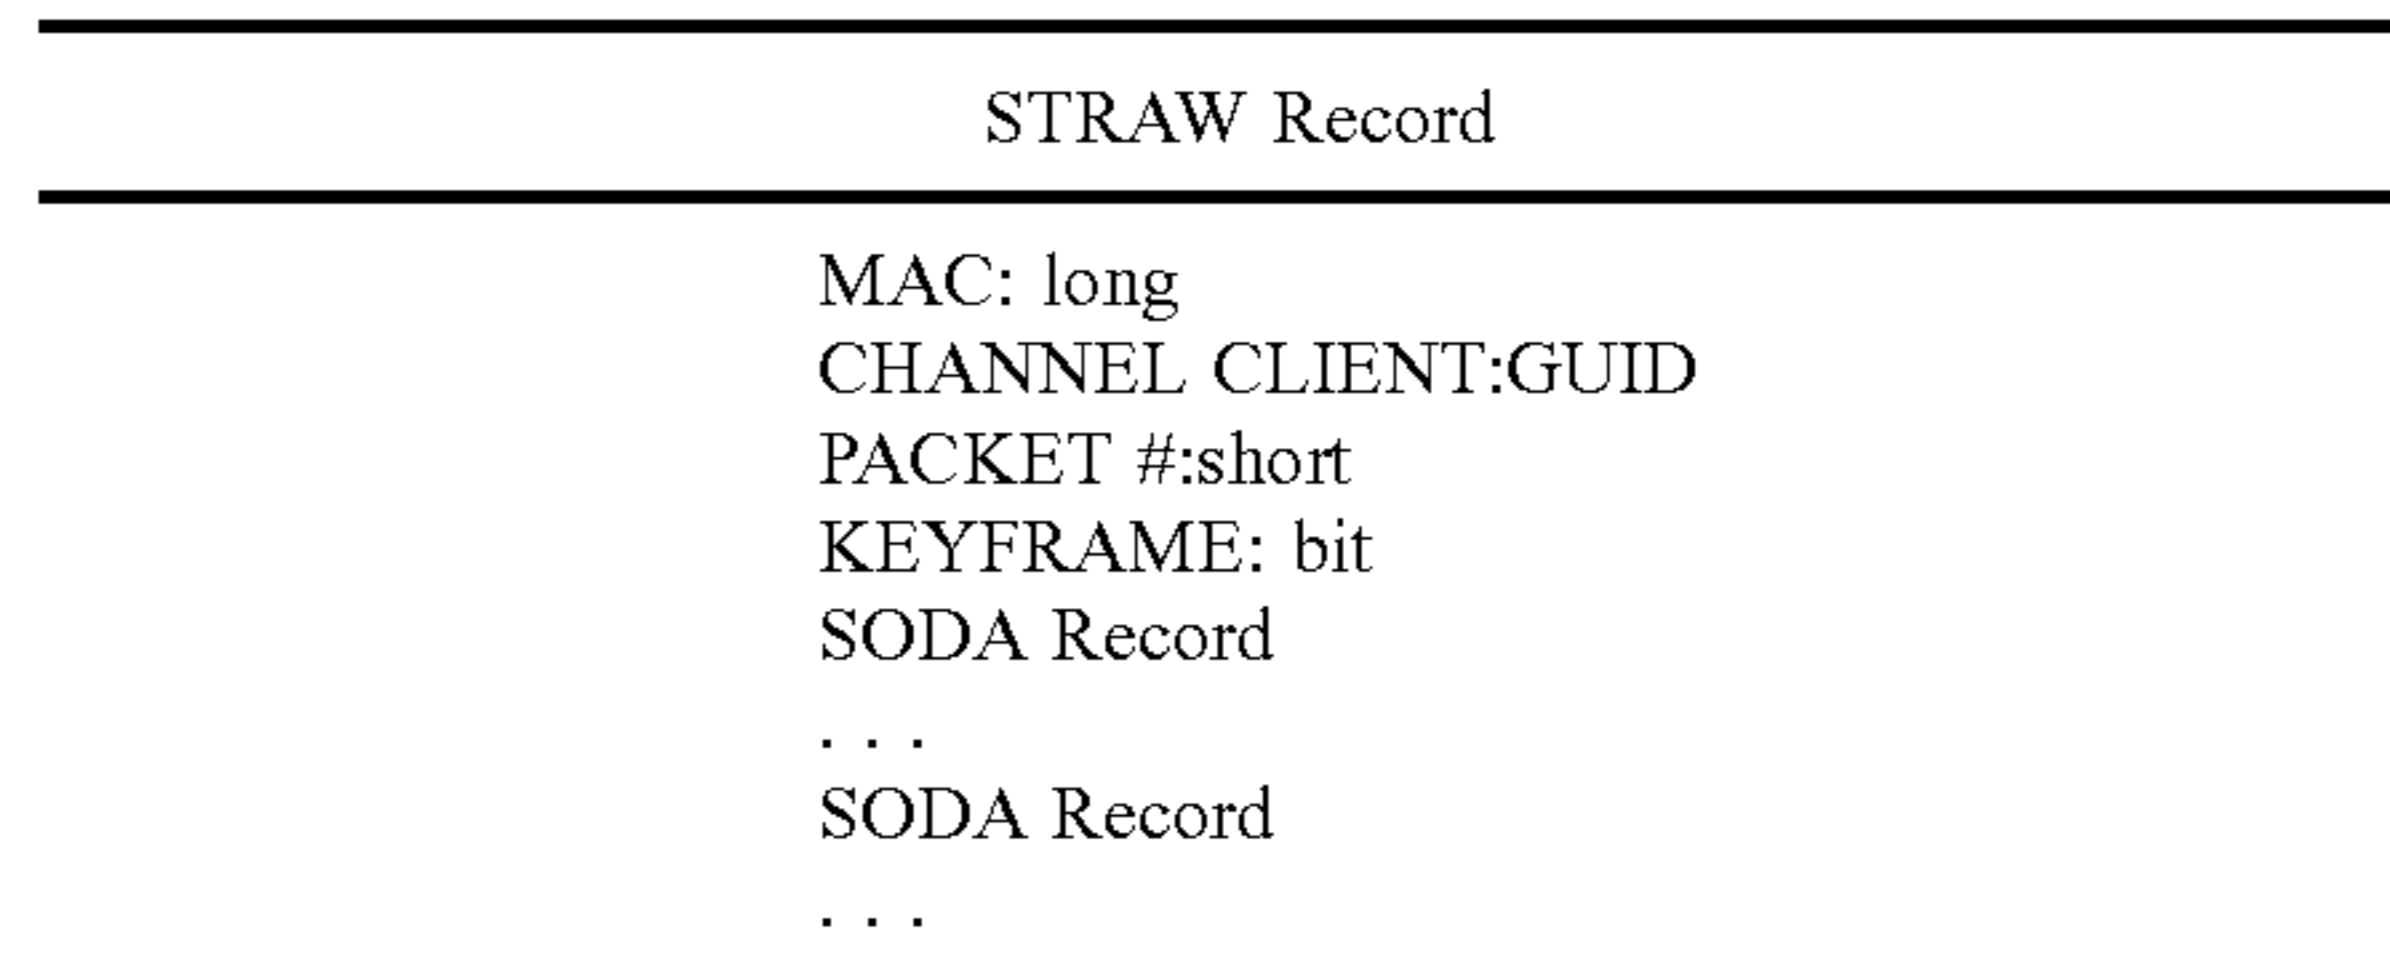 STRAW Record
MAC: long
CHANNEL CLIENT:GUID
PACKET #:short
KEYFRAME: bit
SODA Record
. . .
SODA Record
. . .